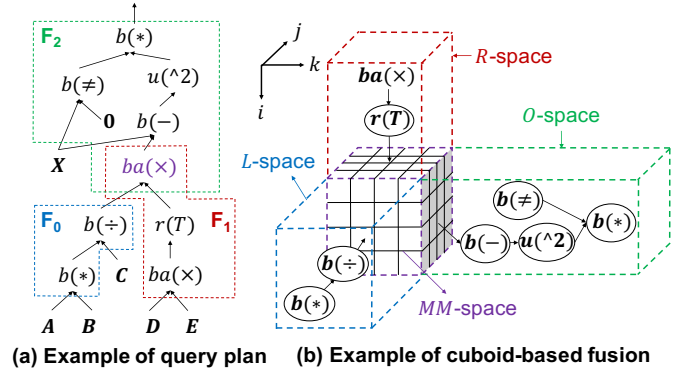 F₂
b(*)
b(≠)
u(^2)
0
b(−)
X
ba(×)
F₀
b(÷)
r(T)
F₁
b(*)
C
ba(×)
A
B
D
E
(a) Example of query plan
j
k
i
ba(×)
R-space
r(T)
O-space
L-space
b(≠)
b(*)
b(÷)
b(−)
u(^2)
b(*)
MM-space
(b) Example of cuboid-based fusion